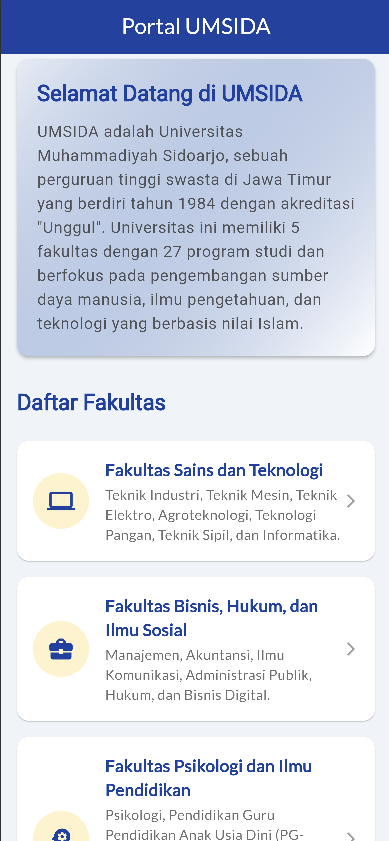 Portal UMSIDA
Selamat Datang di UMSIDA
UMSIDA adalah Universitas
Muhammadiyah Sidoarjo, sebuah
perguruan tinggi swasta di Jawa Timur
yang berdiri tahun 1984 dengan akreditasi
"Unggul". Universitas ini memiliki 5
fakultas dengan 27 program studi dan
berfokus pada pengembangan sumber
daya manusia, ilmu pengetahuan, dan
teknologi yang berbasis nilai Islam.
Daftar Fakultas
Fakultas Sains dan Teknologi
Teknik Industri, Teknik Mesin, Teknik
Elektro, Agroteknologi, Teknologi
Pangan, Teknik Sipil, dan Informatika.
Fakultas Bisnis, Hukum, dan
Ilmu Sosial
Manajemen, Akuntansi, Ilmu
Komunikasi, Administrasi Publik,
Hukum, dan Bisnis Digital.
Fakultas Psikologi dan Ilmu
Pendidikan
Psikologi, Pendidikan Guru
Pendidikan Anak Usia Dini (PG-